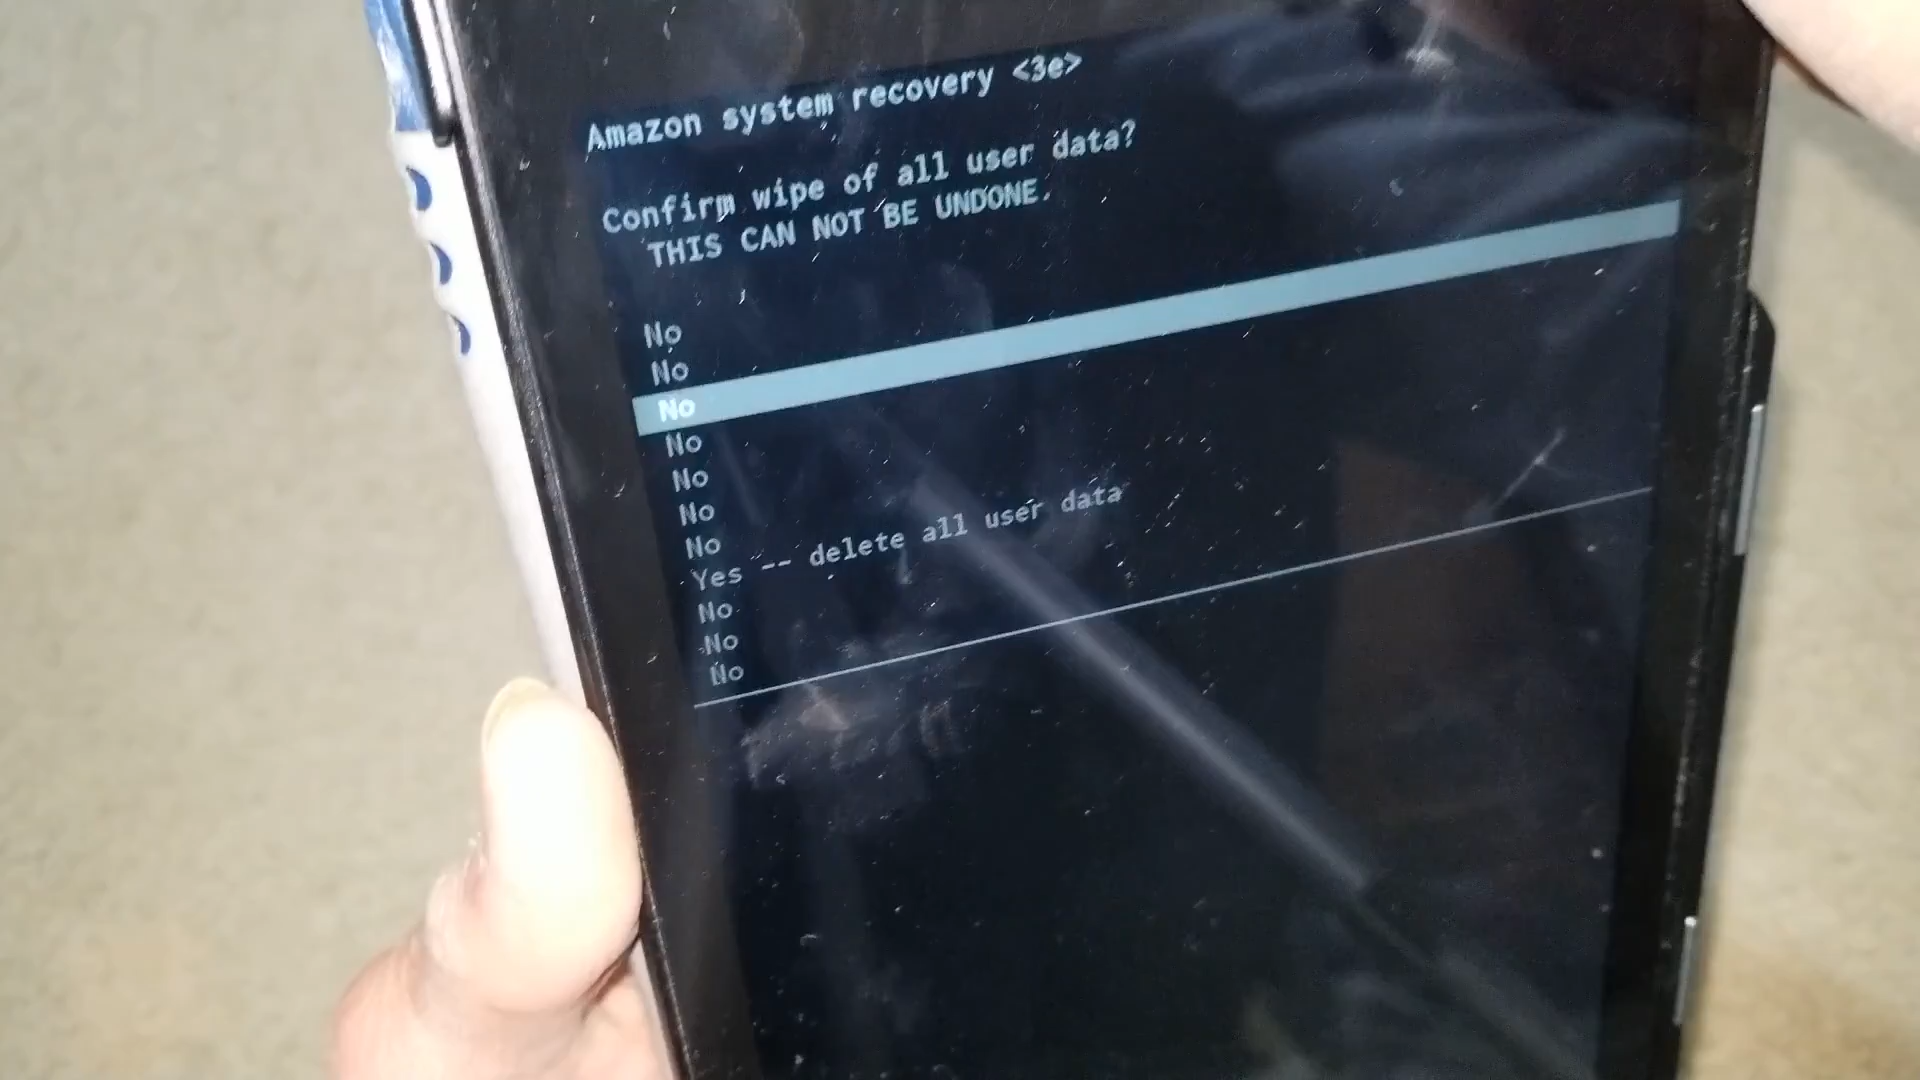 Amazon system recovery <3e>
Confirm wipe of all user data?
THIS CAN NOT BE UNDONE.
No
No
No
No
No
No
No
Yes -- delete all user data
No
No
No